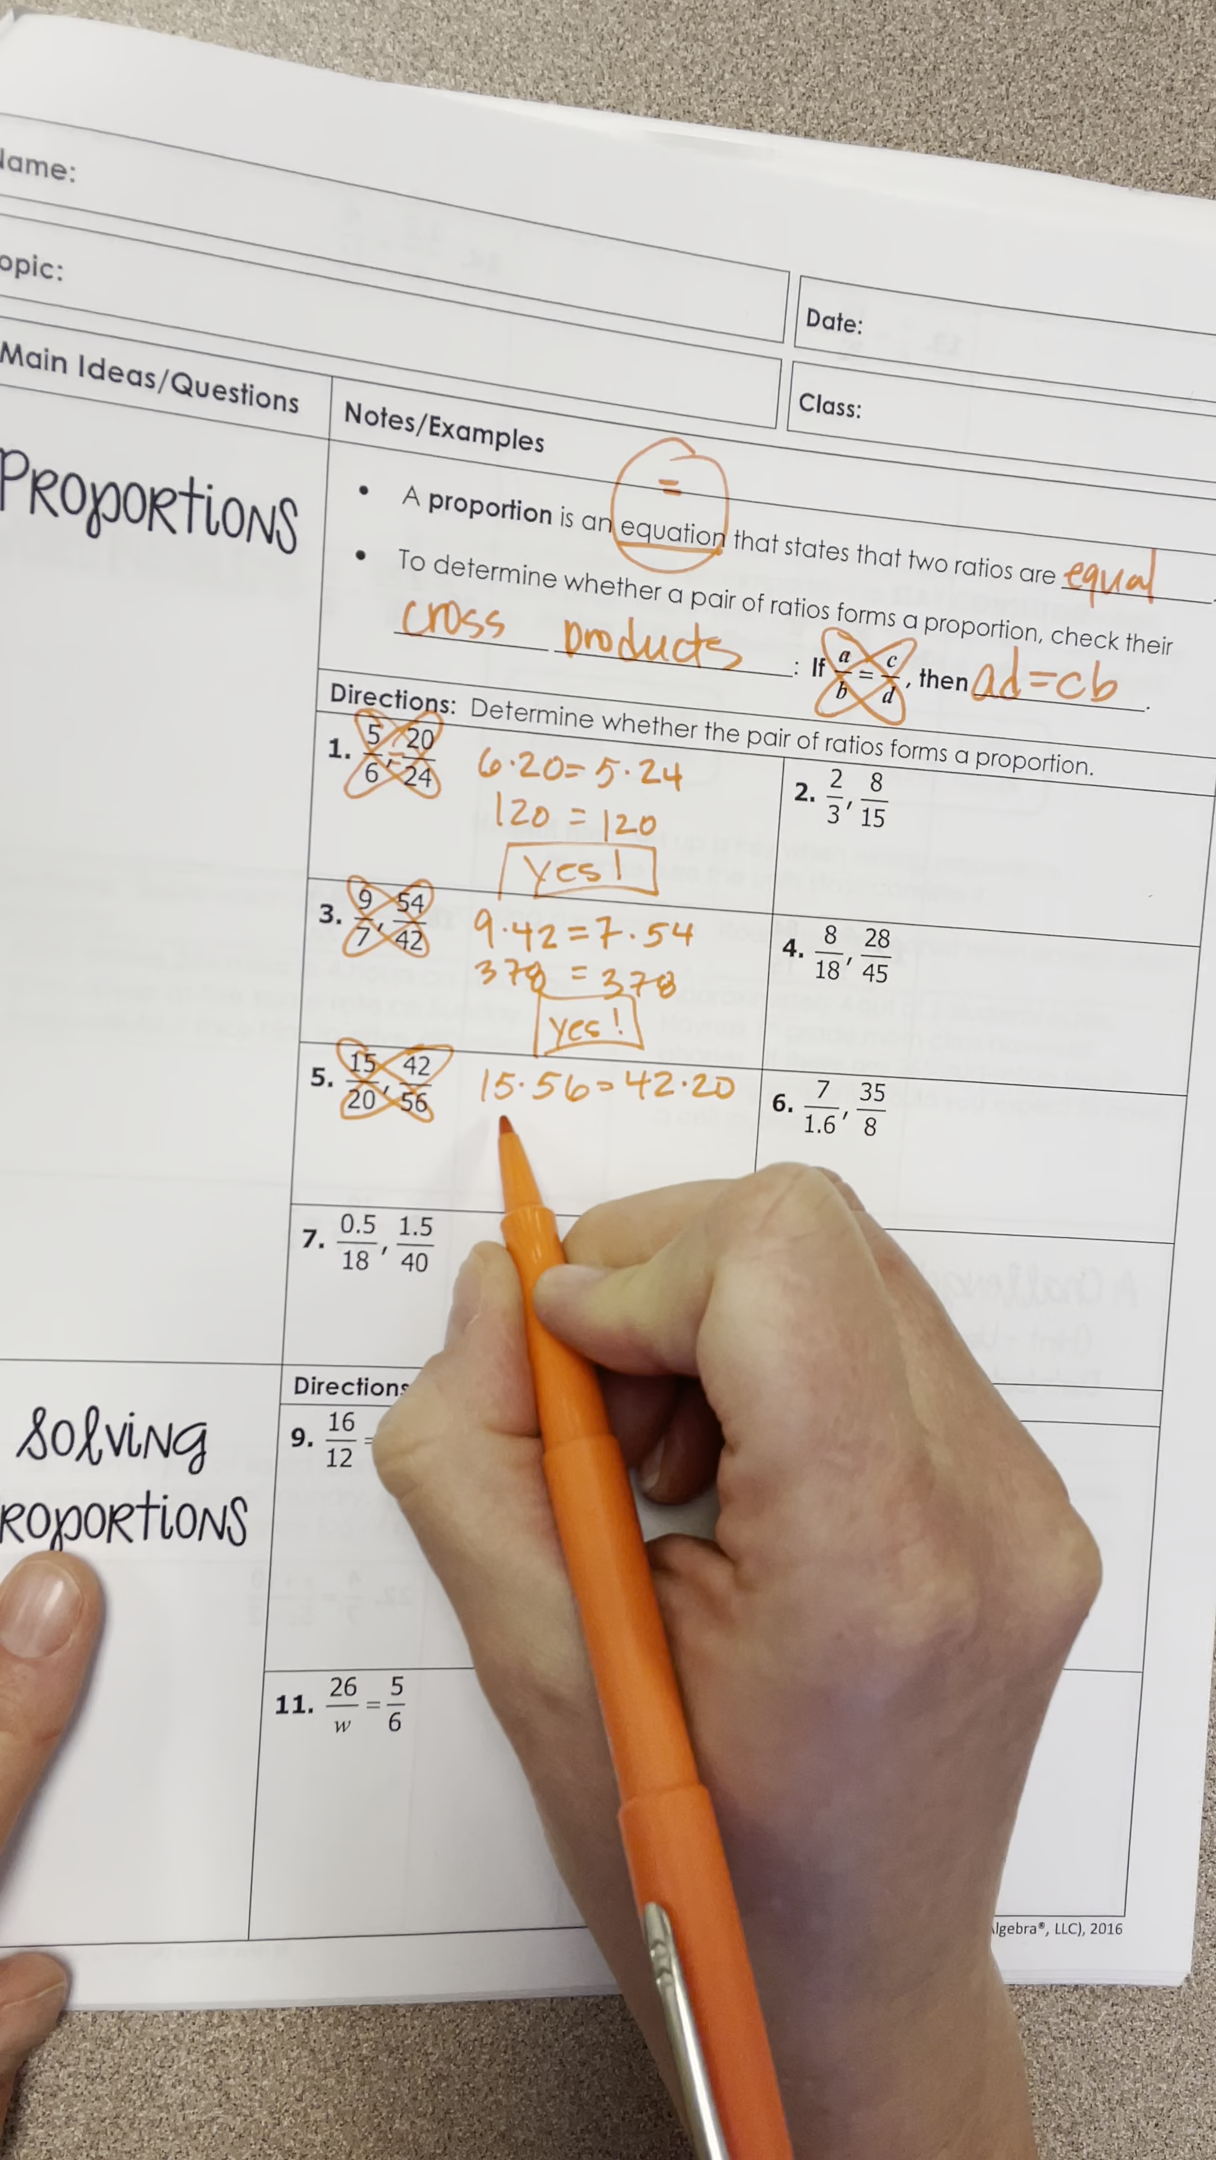 Name:
Topic:
Date:
Class:
Main Ideas/Questions
Notes/Examples
PROPORTIONS
=
• A proportion is an equation that states that two ratios are equal.
• To determine whether a pair of ratios forms a proportion, check their
cross products : If a/b = c/d, then ad=cb.
Directions: Determine whether the pair of ratios forms a proportion.
1. 5/6 = 20/24
6·20=5·24
120 = 120
yes!
2. 2/3, 8/15
3. 9/7, 54/42
9·42=7·54
378 = 378
yes!
4. 8/18, 28/45
5. 15/20, 42/56
15·56=42·20
6. 7/1.6, 35/8
7. 0.5/18, 1.5/40
SOLVING
PROPORTIONS
Directions
9. 16/12 =
11. 26/w = 5/6
Algebra®, LLC), 2016